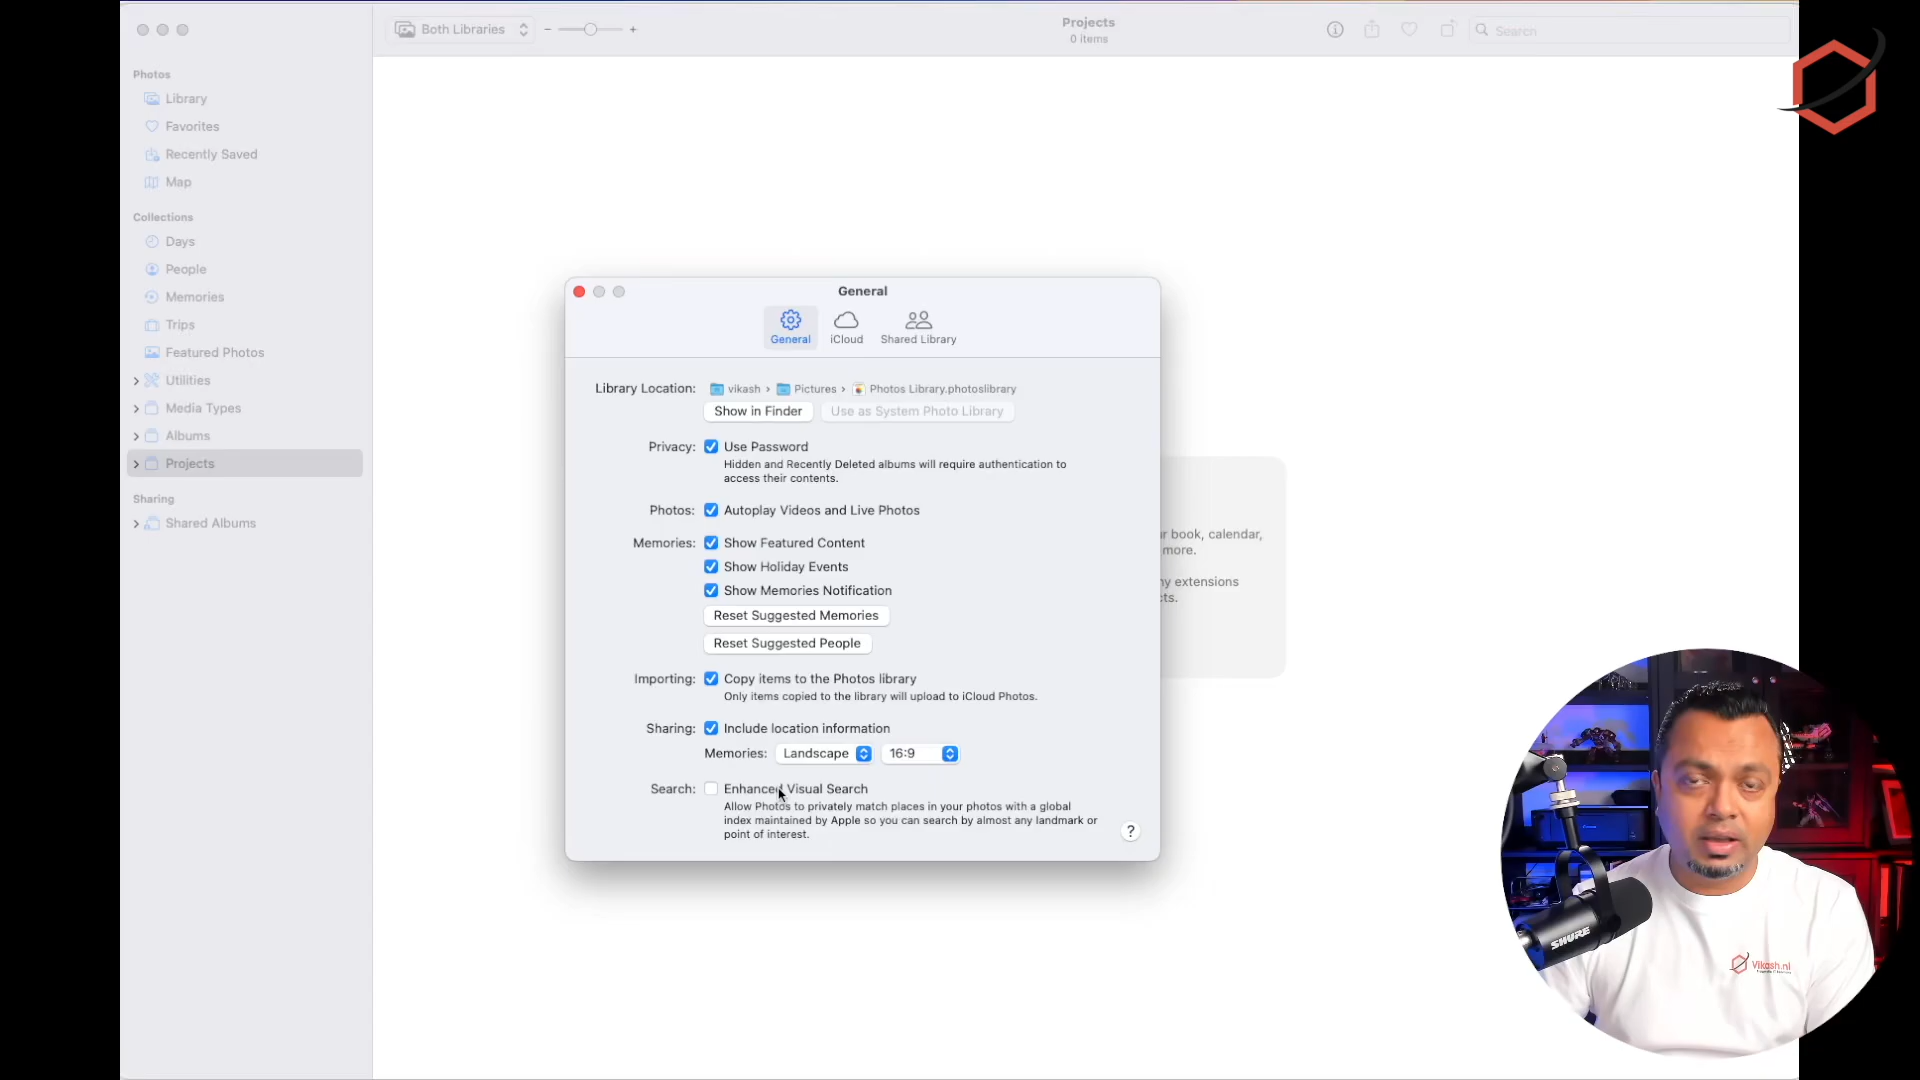 Both Libraries
Projects
0 items
Search
Photos
Library
Favorites
Recently Saved
Map
Collections
Days
People
Memories
Trips
Featured Photos
Utilities
Media Types
Albums
Projects
Sharing
Shared Albums
General
General
iCloud
Shared Library
Library Location: vikash › Pictures › Photos Library.photoslibrary
Show in Finder
Use as System Photo Library
Privacy: Use Password
Hidden and Recently Deleted albums will require authentication to
access their contents.
Photos: Autoplay Videos and Live Photos
Memories: Show Featured Content
Show Holiday Events
Show Memories Notification
Reset Suggested Memories
Reset Suggested People
Importing: Copy items to the Photos library
Only items copied to the library will upload to iCloud Photos.
Sharing: Include location information
Memories: Landscape 16:9
Search: Enhanced Visual Search
Allow Photos to privately match places in your photos with a global
index maintained by Apple so you can search by almost any landmark or
point of interest.
?
book, calendar,
more.
extensions
SHURE
Vikash.nl